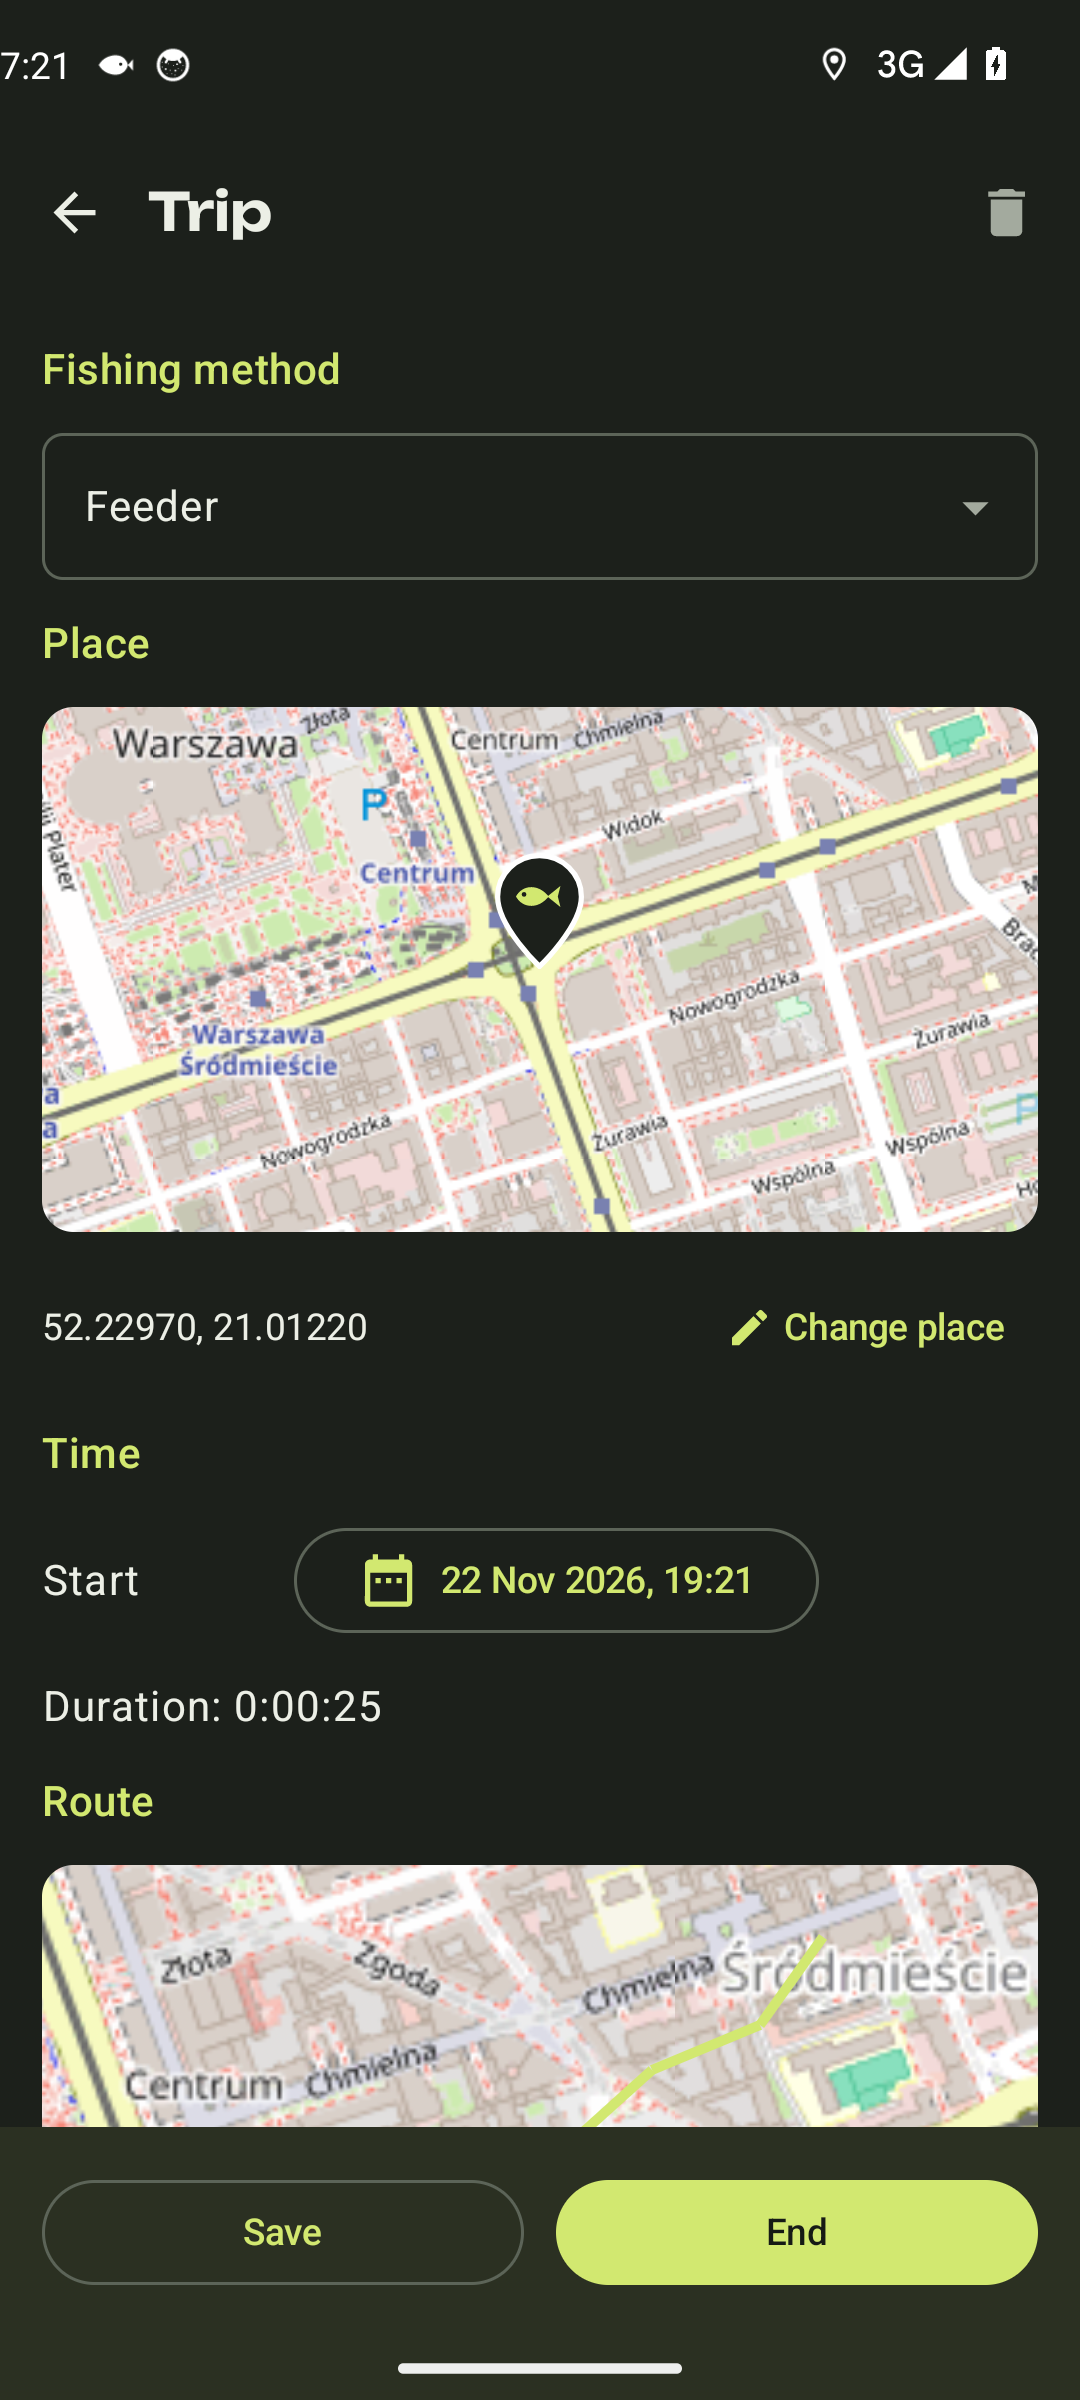 7:21
3G
Trip
Fishing method
Feeder
Place
Warszawa
Złota
Centrum
Chmielna
P
Widok
Plater
Centrum
Nowogrodzka
Żurawia
Warszawa
Śródmieście
a
a
P
Nowogrodzka
Żurawia
Wspólna
Wspólna
52.22970, 21.01220
Change place
Time
Start
22 Nov 2026, 19:21
Duration: 0:00:25
Route
Złota
Zgoda
Chmielna
Śródmieście
Centrum
Chmielna
Save
End